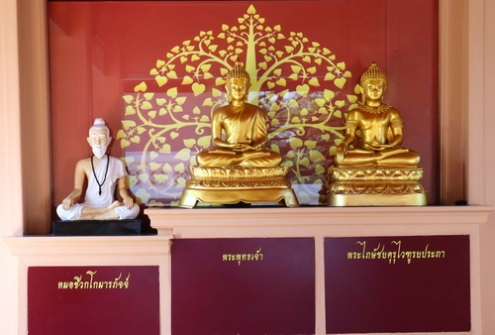 หมอชีวกโกมารภัจจ์
พระพุทธเจ้า
พระไภษัชยคุรุไวฑูรยประภา